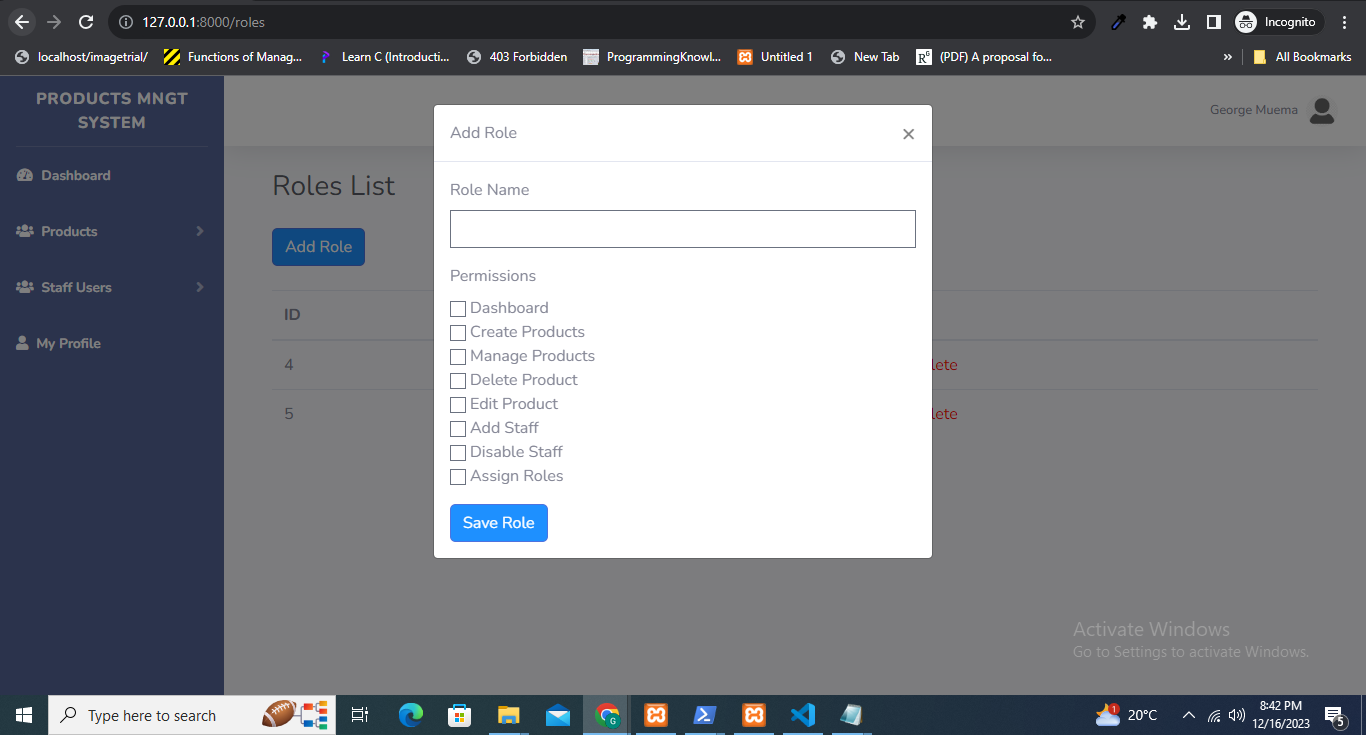 127.0.0.1:8000/roles
Incognito
localhost/imagetrial/
Functions of Manag...
Learn C (Introducti...
403 Forbidden
ProgrammingKnowl...
Untitled 1
New Tab
R⁶
(PDF) A proposal fo...
»
All Bookmarks
PRODUCTS MNGT
SYSTEM
Dashboard
Products
Staff Users
My Profile
George Muema
Roles List
Add Role
ID
4
lete
5
lete
Add Role
×
Role Name
Permissions
Dashboard
Create Products
Manage Products
Delete Product
Edit Product
Add Staff
Disable Staff
Assign Roles
Save Role
Activate Windows
Go to Settings to activate Windows.
Type here to search
G
1
20°C
8:42 PM
12/16/2023
5